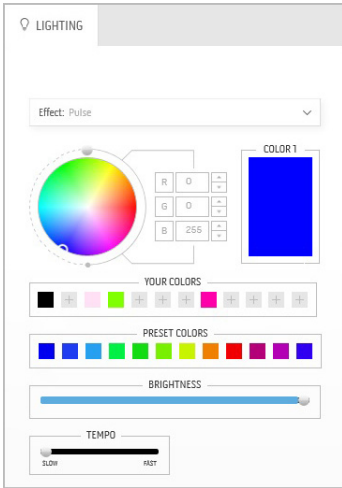 LIGHTING
Effect: Pulse
COLOR 1
R 0
G 0
B 255
YOUR COLORS
PRESET COLORS
BRIGHTNESS
TEMPO
SLOW FAST